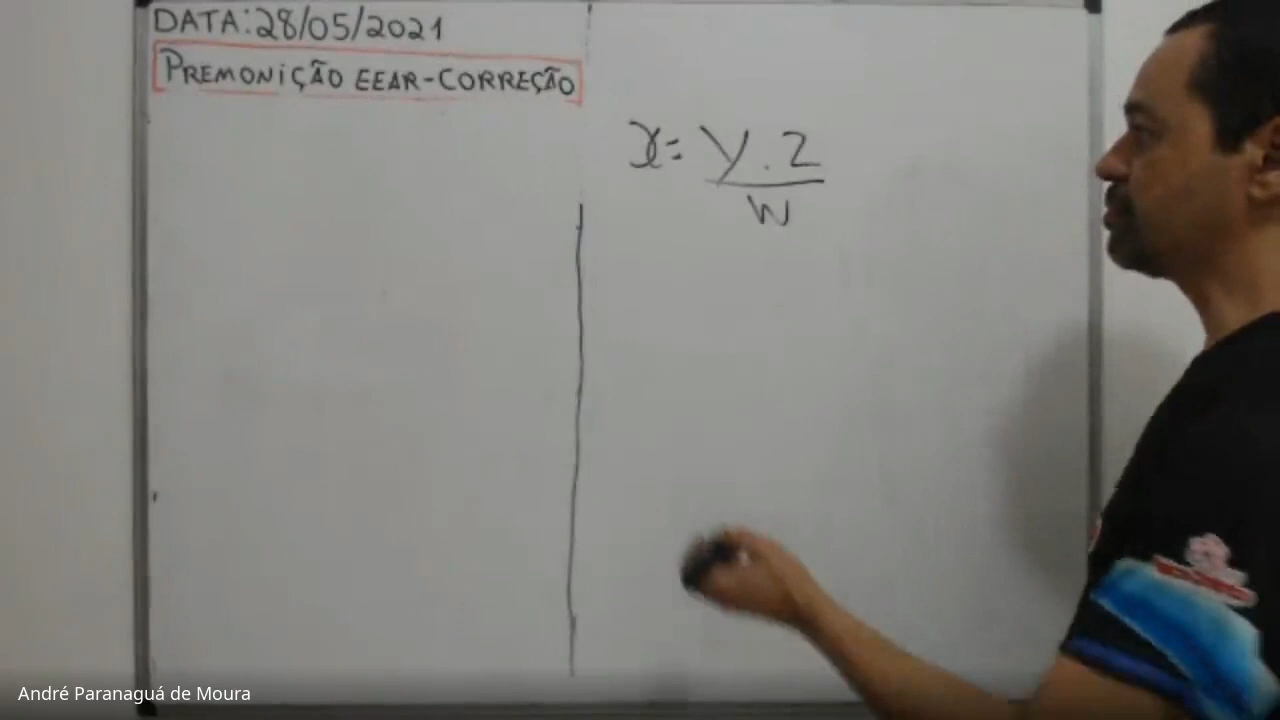 DATA:28/05/2021
PREMONIÇÃO EEAR-CORREÇÃO
x= y.z
w
André Paranaguá de Moura